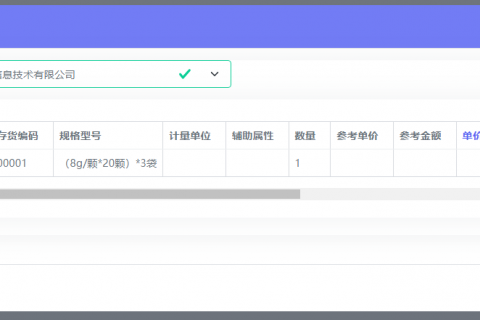 息技术有限公司
存货编码 规格型号 计量单位 辅助属性 数量 参考单价 参考金额 单价
00001 （8g/颗*20颗）*3袋 1